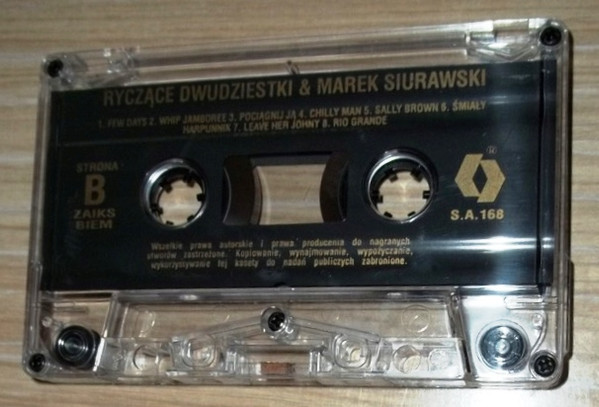 RYCZĄCE DWUDZIESTKI & MAREK SIURAWSKI
1. FEW DAYS 2. WHIP JAMBOREE 3. POCIĄGNIJ JĄ 4. CHILLY MAN 5. SALLY BROWN 6. ŚMIAŁY
HARPUNNIK 7. LEAVE HER JOHNY 8. RIO GRANDE
STRONA
B
ZAIKS
BIEM
®
S.A.168
Wszelkie prawa autorskie i prawa producenta do nagranych
utworów zastrzeżone. Kopiowanie, wynajmowanie, wypożyczanie,
wykorzystywanie tej kasety do nadań publicznych zabronione.